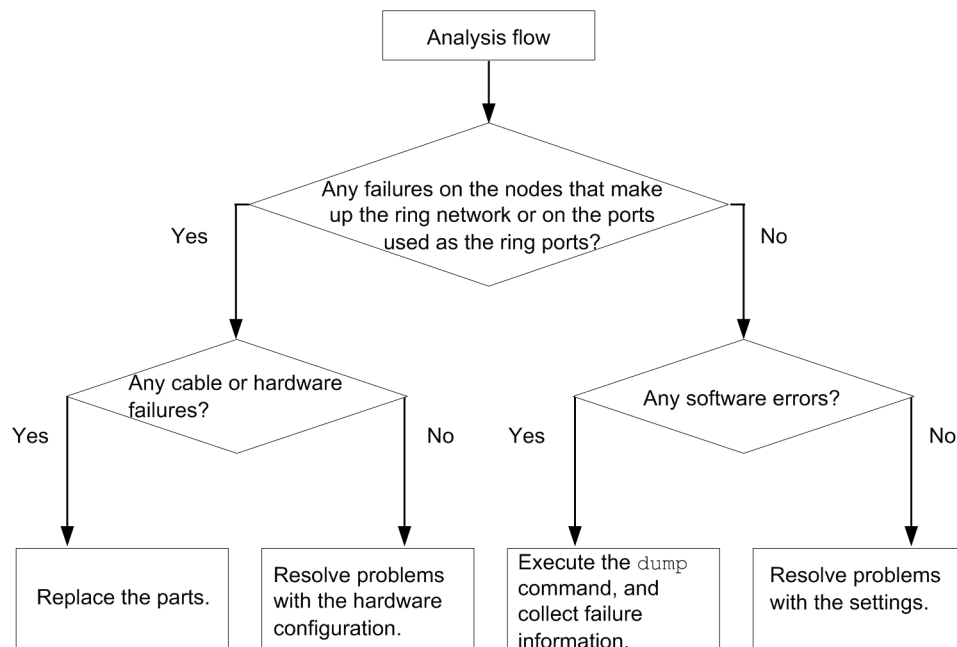 Analysis flow
Any failures on the nodes that make
up the ring network or on the ports
used as the ring ports?
Yes
No
Any cable or hardware
failures?
Any software errors?
Yes
No
Yes
No
Replace the parts.
Resolve problems
with the hardware
configuration.
Execute the dump
command, and
collect failure
information.
Resolve problems
with the settings.